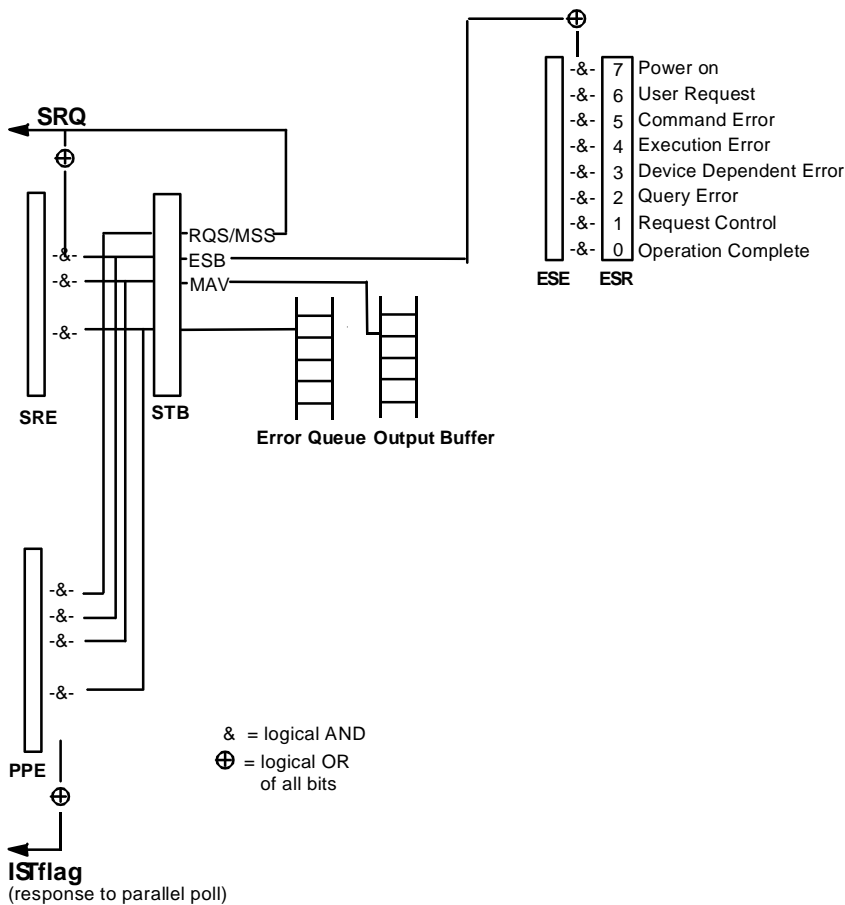 -&- 7 Power on
-&- 6 User Request
-&- 5 Command Error
-&- 4 Execution Error
-&- 3 Device Dependent Error
-&- 2 Query Error
-&- 1 Request Control
-&- 0 Operation Complete
ESE ESR
SRQ
RQS/MSS
-&- ESB
-&- MAV
-&-
SRE STB
Error Queue Output Buffer
-&-
-&-
-&-
-&-
& = logical AND
⊕ = logical OR
of all bits
PPE
ISTflag
(response to parallel poll)